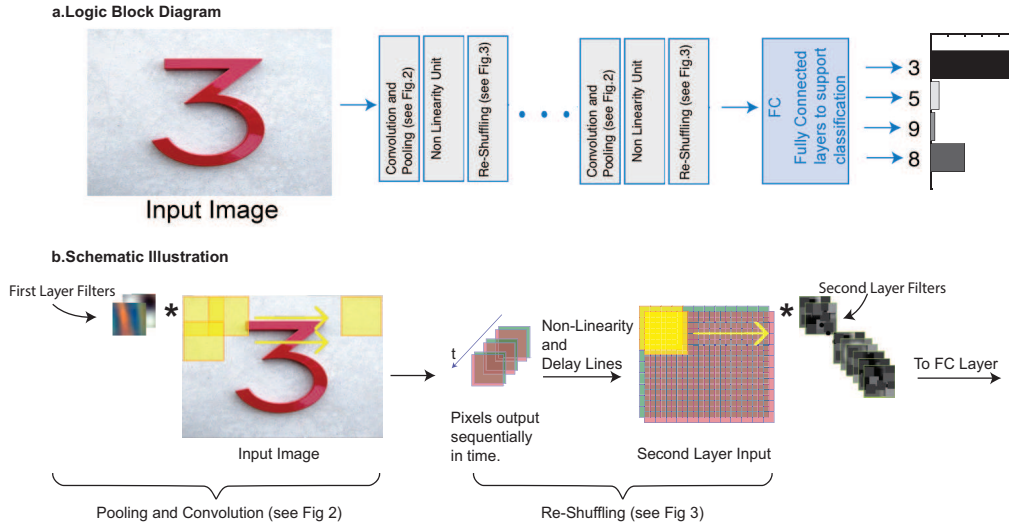 a.Logic Block Diagram
3
Input Image
Convolution and
Pooling (see Fig.2)
Non Linearity Unit
Re-Shuffling (see Fig.3)
Convolution and
Pooling (see Fig.2)
Non Linearity Unit
Re-Shuffling (see Fig.3)
FC
Fully Connected
layers to support
classification
3
5
9
8
b.Schematic Illustration
First Layer Filters
*
3
Input Image
t
Pixels output
sequentially
in time.
Non-Linearity
and
Delay Lines
Second Layer Input
*
Second Layer Filters
To FC Layer
Pooling and Convolution (see Fig 2)
Re-Shuffling (see Fig 3)